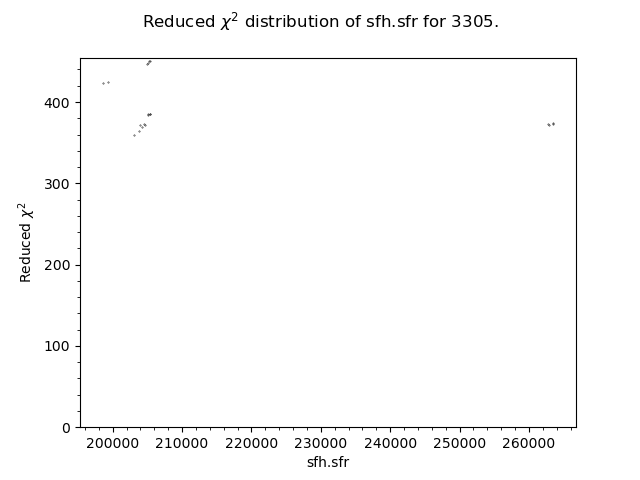 Reduced χ² distribution of sfh.sfr for 3305.
400
300
200
100
0
Reduced χ²
200000 210000 220000 230000 240000 250000 260000
sfh.sfr